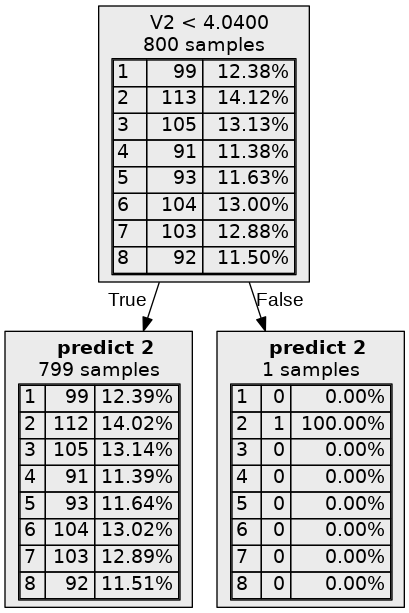 V2 < 4.0400
800 samples
1 99 12.38%
2 113 14.12%
3 105 13.13%
4 91 11.38%
5 93 11.63%
6 104 13.00%
7 103 12.88%
8 92 11.50%
True
False
predict 2
799 samples
1 99 12.39%
2 112 14.02%
3 105 13.14%
4 91 11.39%
5 93 11.64%
6 104 13.02%
7 103 12.89%
8 92 11.51%
predict 2
1 samples
1 0 0.00%
2 1 100.00%
3 0 0.00%
4 0 0.00%
5 0 0.00%
6 0 0.00%
7 0 0.00%
8 0 0.00%